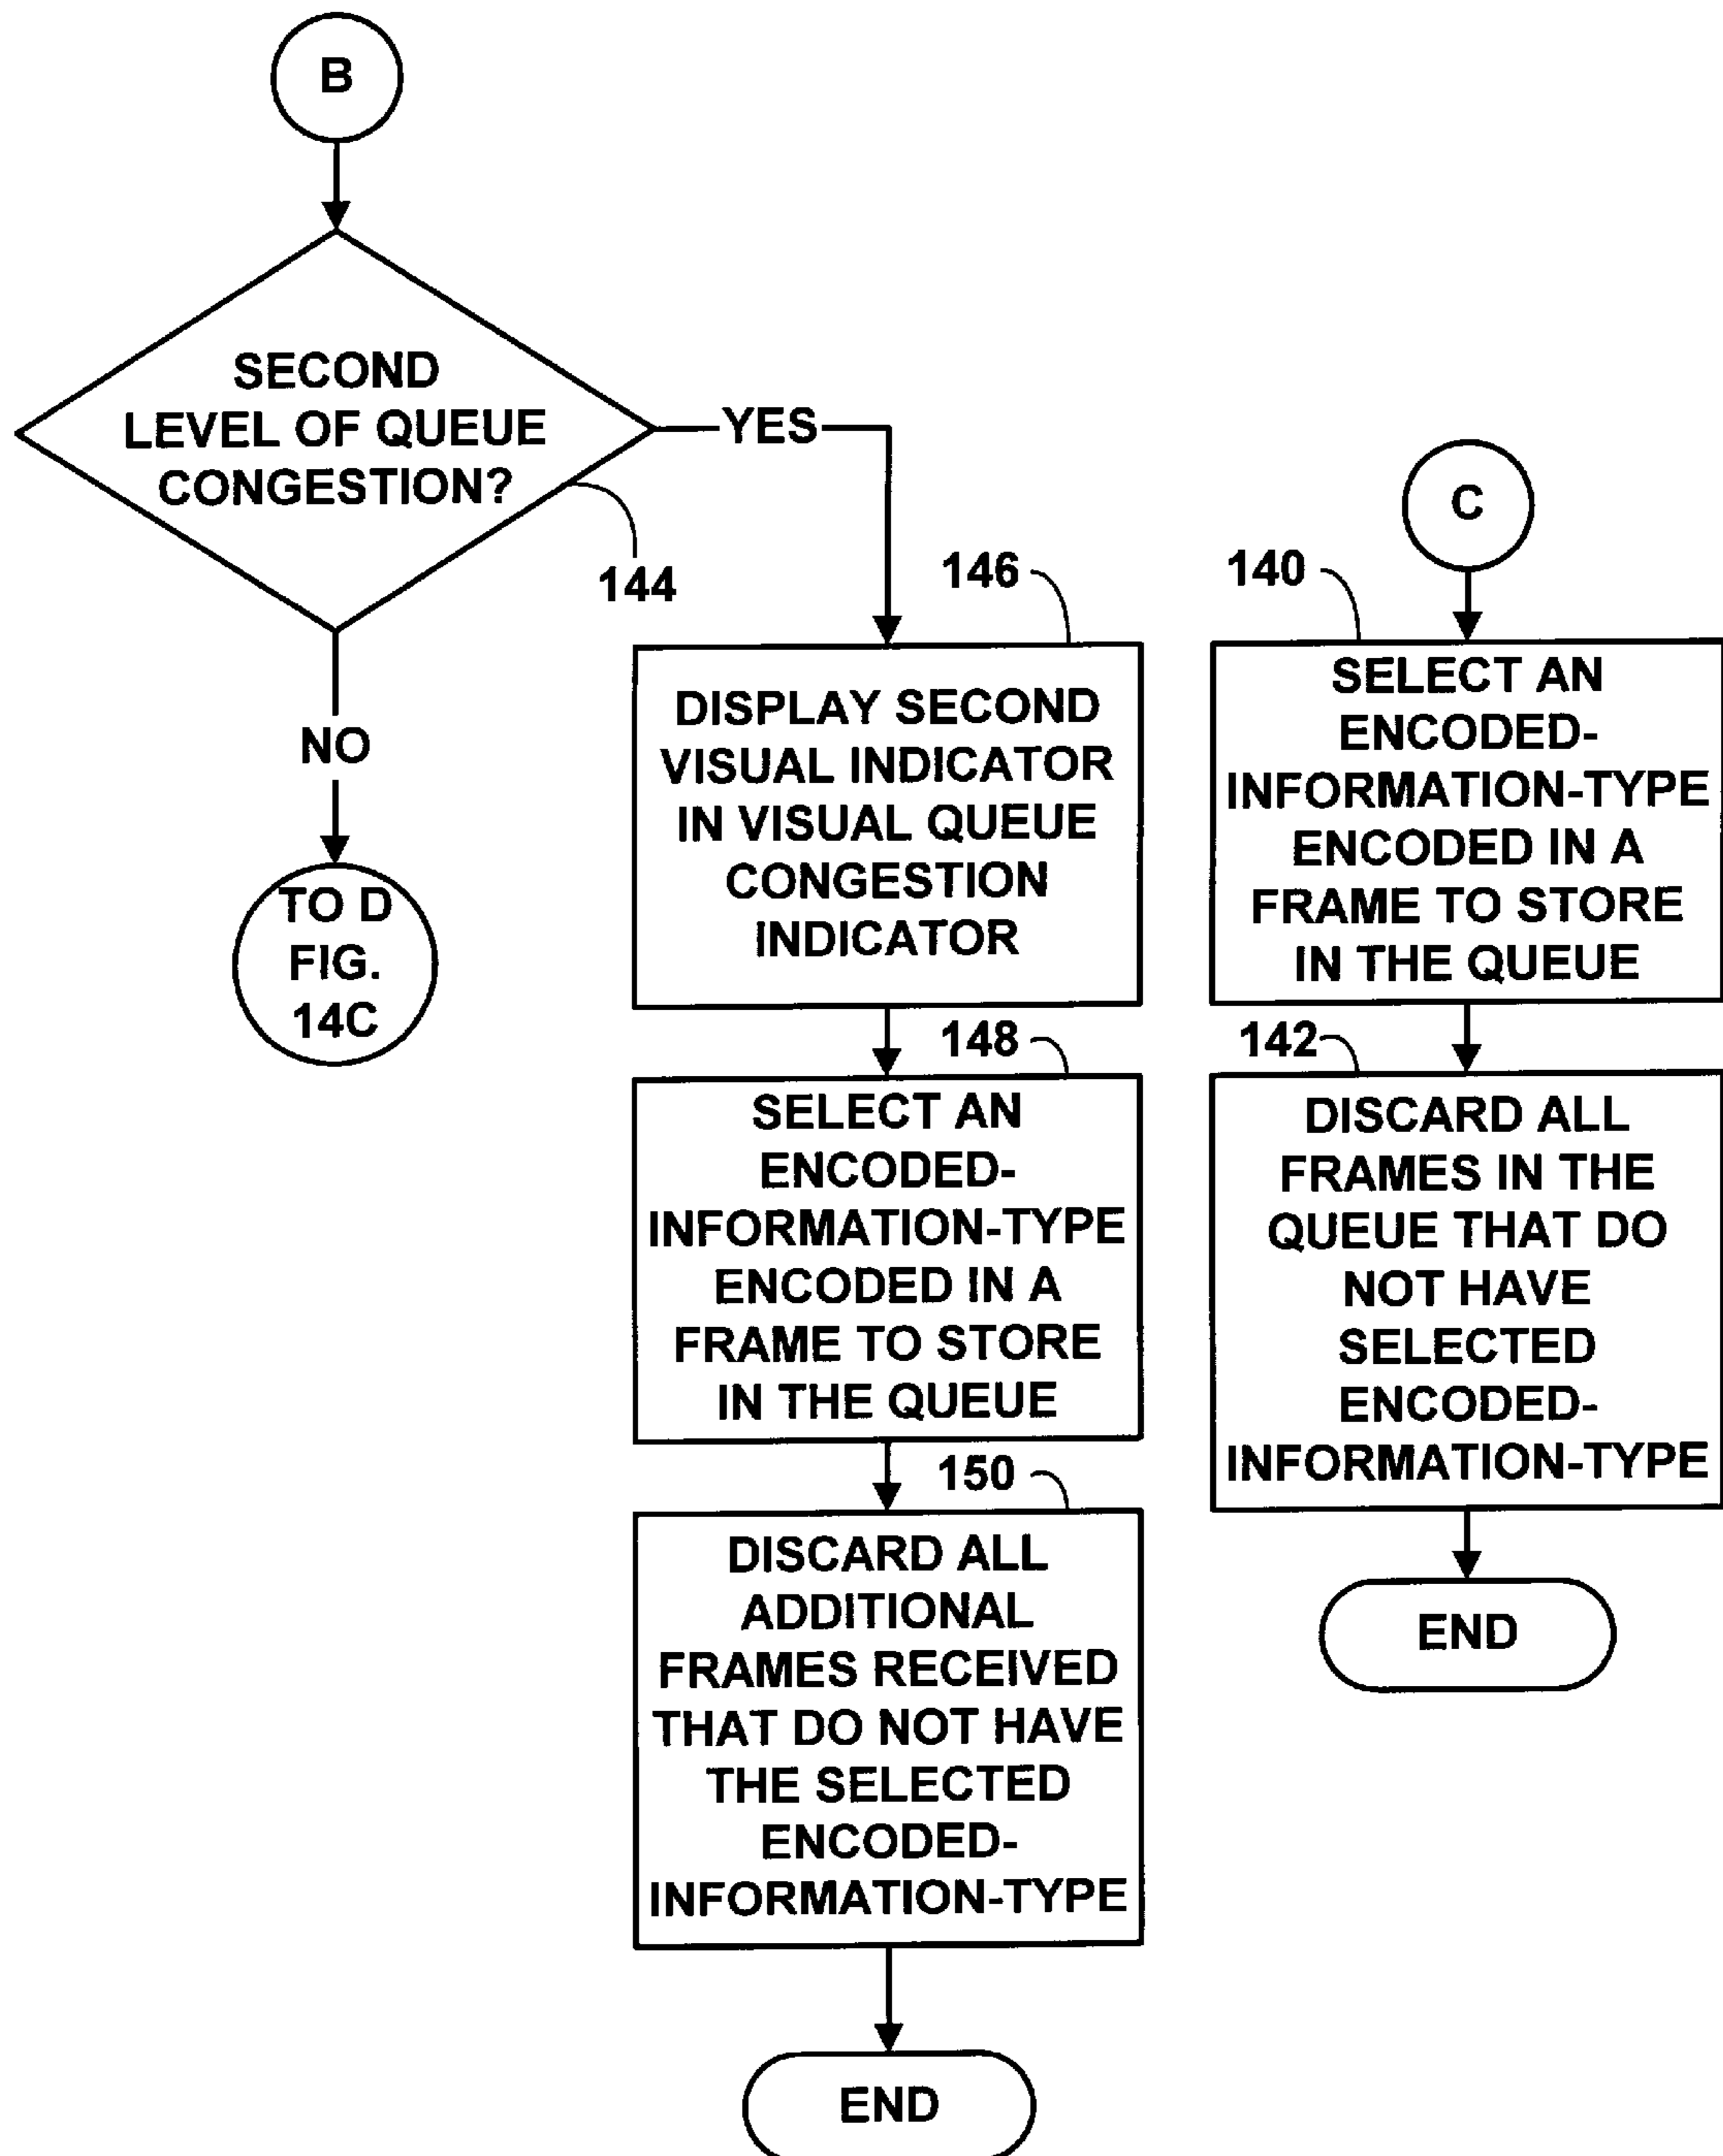 B
SECOND
LEVEL OF QUEUE
CONGESTION?
YES
144
NO
TO D
FIG.
14C
146
DISPLAY SECOND
VISUAL INDICATOR
IN VISUAL QUEUE
CONGESTION
INDICATOR
148
SELECT AN
ENCODED-
INFORMATION-TYPE
ENCODED IN A
FRAME TO STORE
IN THE QUEUE
150
DISCARD ALL
ADDITIONAL
FRAMES RECEIVED
THAT DO NOT HAVE
THE SELECTED
ENCODED-
INFORMATION-TYPE
END
C
140
SELECT AN
ENCODED-
INFORMATION-TYPE
ENCODED IN A
FRAME TO STORE
IN THE QUEUE
142
DISCARD ALL
FRAMES IN THE
QUEUE THAT DO
NOT HAVE
SELECTED
ENCODED-
INFORMATION-TYPE
END